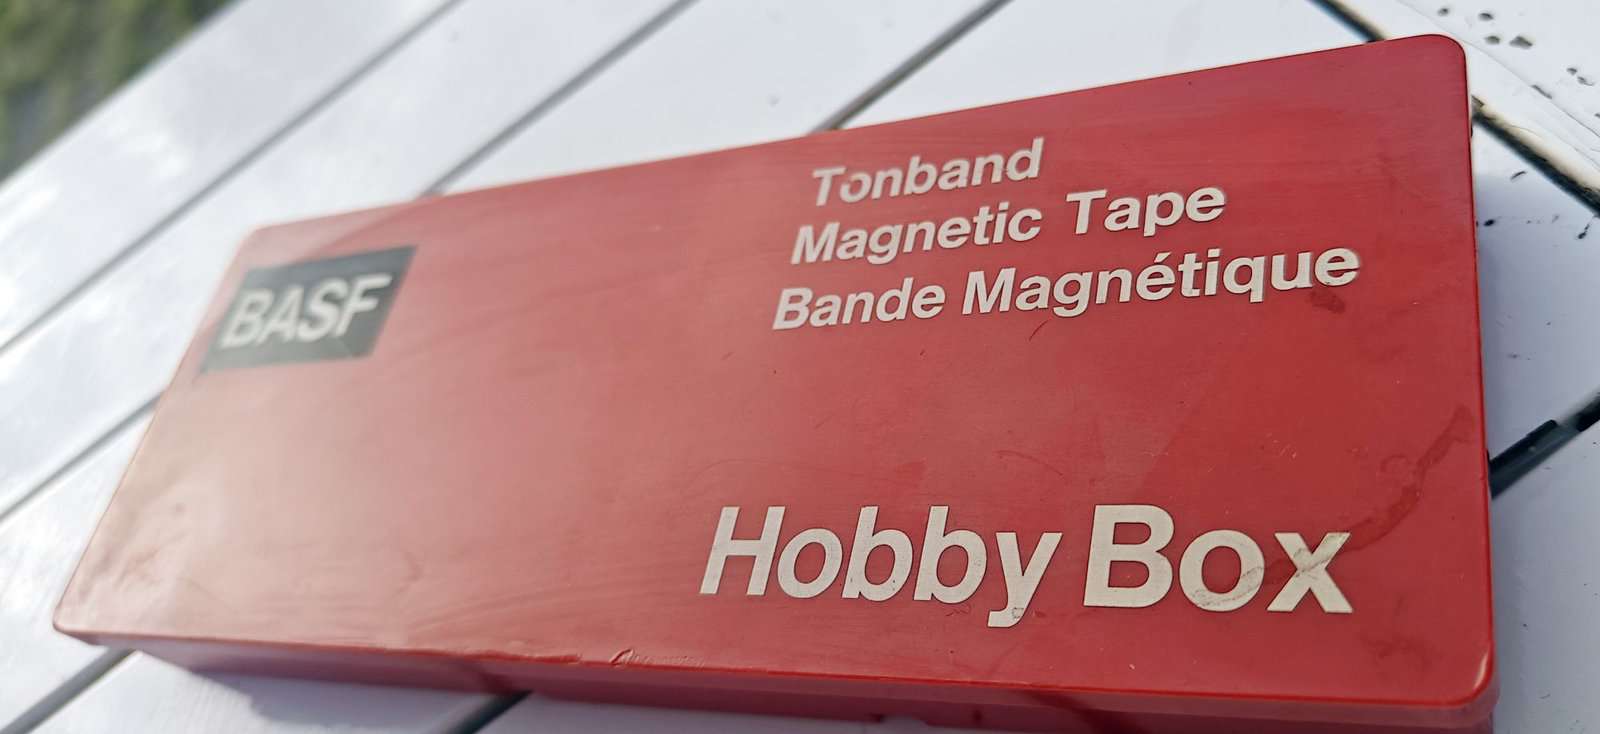 BASF
Tonband
Magnetic Tape
Bande Magnétique
Hobby Box